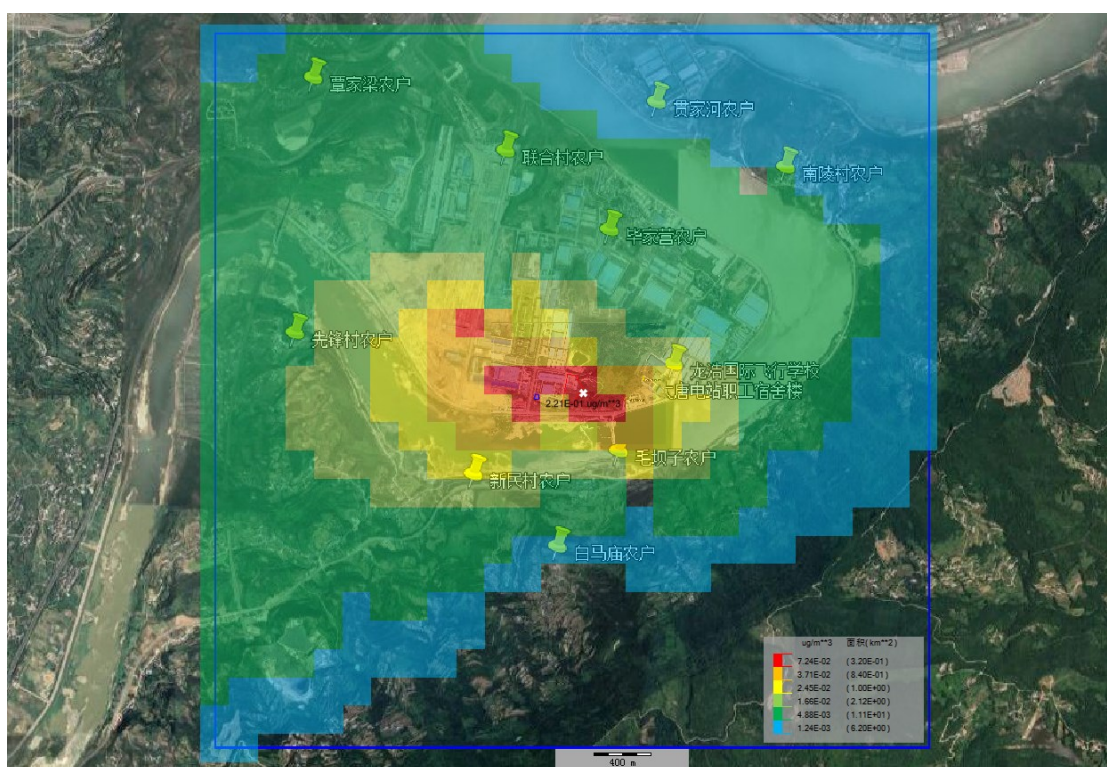 覃家梁农户
贯家河农户
联合村农户
南陵村农户
毕家营农户
先锋村农户
龙浩国际飞行学校
大唐电站职工宿舍楼
2.21E-01 ug/m**3
毛坝子农户
新民村农户
白马庙农户
ug/m**3 面积(km**2)
7.24E-02 (3.20E-01)
3.71E-02 (8.40E-01)
2.45E-02 (1.00E+00)
1.66E-02 (2.12E+00)
4.88E-03 (1.11E+01)
1.24E-03 (6.20E+00)
400 m